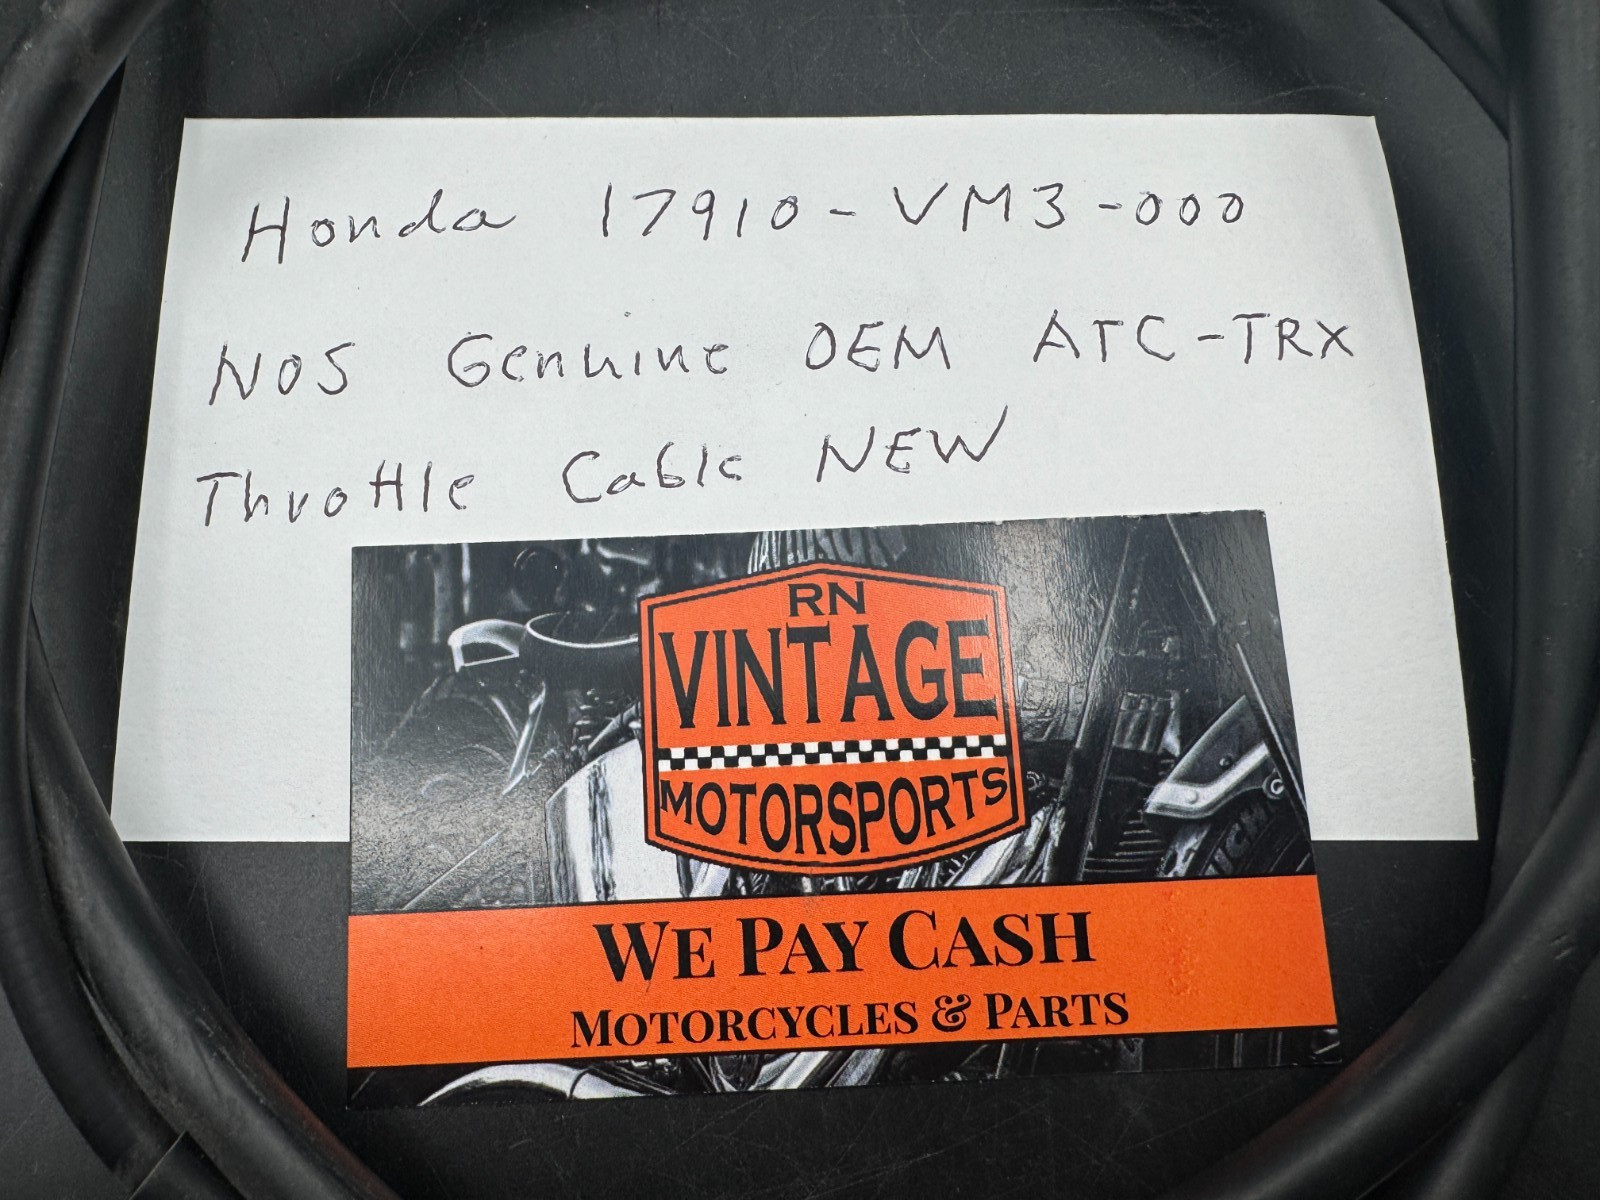 Honda 17910-VM3-000
NOS Genuine OEM ATC-TRX
Throttle Cable NEW
RN
VINTAGE
MOTORSPORTS
WE PAY CASH
MOTORCYCLES & PARTS